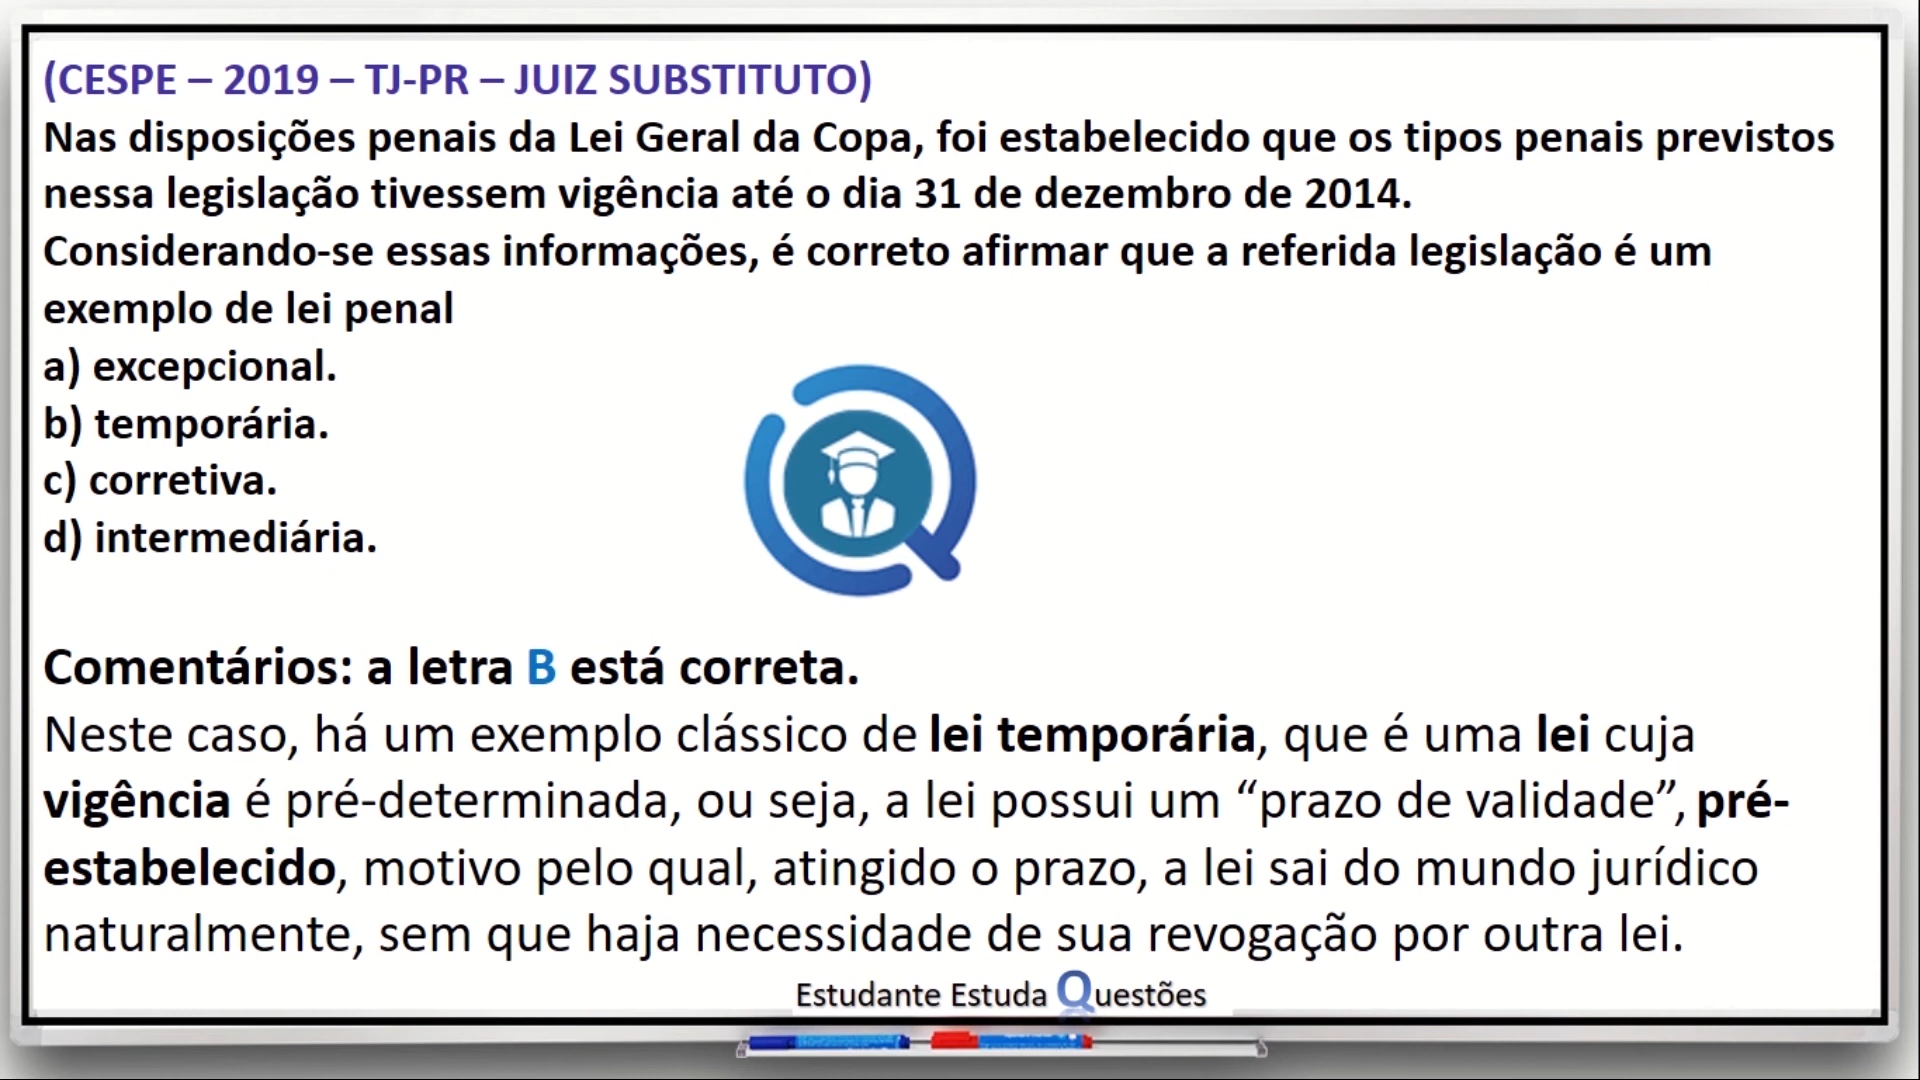 (CESPE – 2019 – TJ-PR – JUIZ SUBSTITUTO)
Nas disposições penais da Lei Geral da Copa, foi estabelecido que os tipos penais previstos
nessa legislação tivessem vigência até o dia 31 de dezembro de 2014.
Considerando-se essas informações, é correto afirmar que a referida legislação é um
exemplo de lei penal
a) excepcional.
b) temporária.
c) corretiva.
d) intermediária.
Comentários: a letra B está correta.
Neste caso, há um exemplo clássico de lei temporária, que é uma lei cuja
vigência é pré-determinada, ou seja, a lei possui um “prazo de validade”, pré-
estabelecido, motivo pelo qual, atingido o prazo, a lei sai do mundo jurídico
naturalmente, sem que haja necessidade de sua revogação por outra lei.
Estudante Estuda Questões